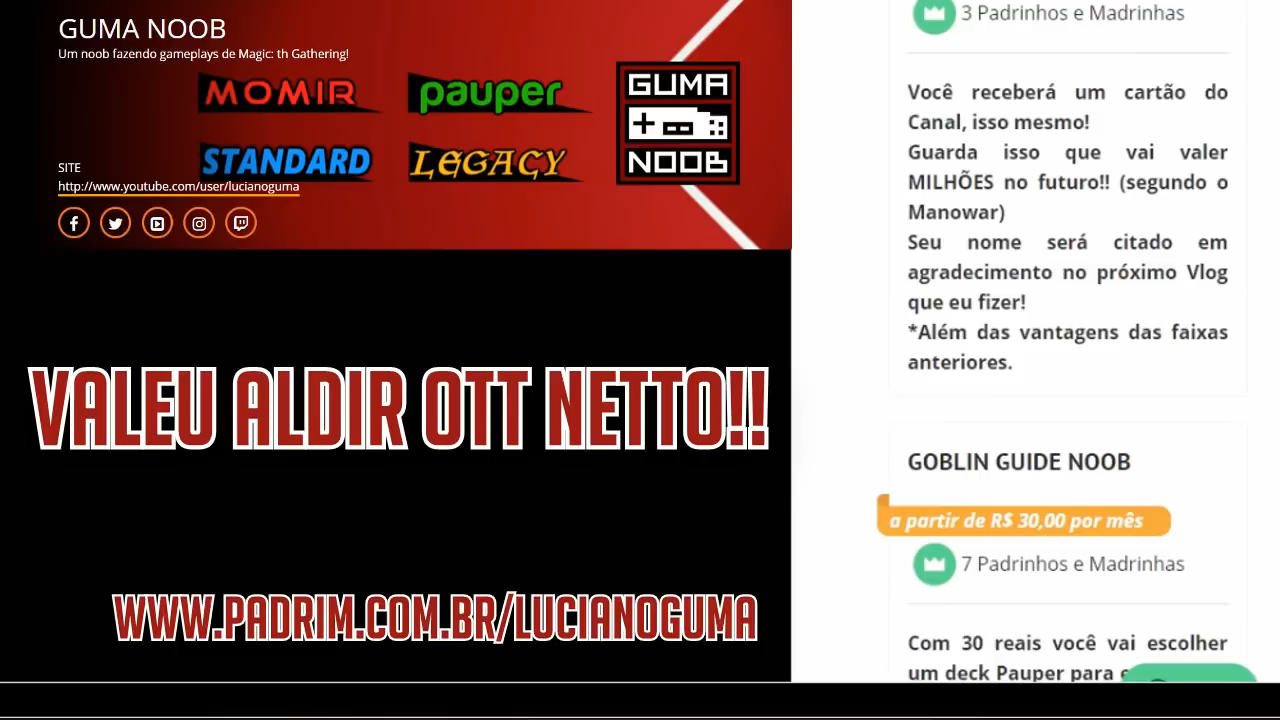 GUMA NOOB
Um noob fazendo gameplays de Magic: th Gathering!
MOMIR
pauper
STANDARD
LEGACY
GUMA
NOOB
SITE
http://www.youtube.com/user/lucianoguma
VALEU ALDIR OTT NETTO!!
WWW.PADRIM.COM.BR/LUCIANOGUMA
3 Padrinhos e Madrinhas
Você receberá um cartão do
Canal, isso mesmo!
Guarda isso que vai valer
MILHÕES no futuro!! (segundo o
Manowar)
Seu nome será citado em
agradecimento no próximo Vlog
que eu fizer!
*Além das vantagens das faixas
anteriores.
GOBLIN GUIDE NOOB
a partir de R$ 30,00 por mês
7 Padrinhos e Madrinhas
Com 30 reais você vai escolher
um deck Pauper para